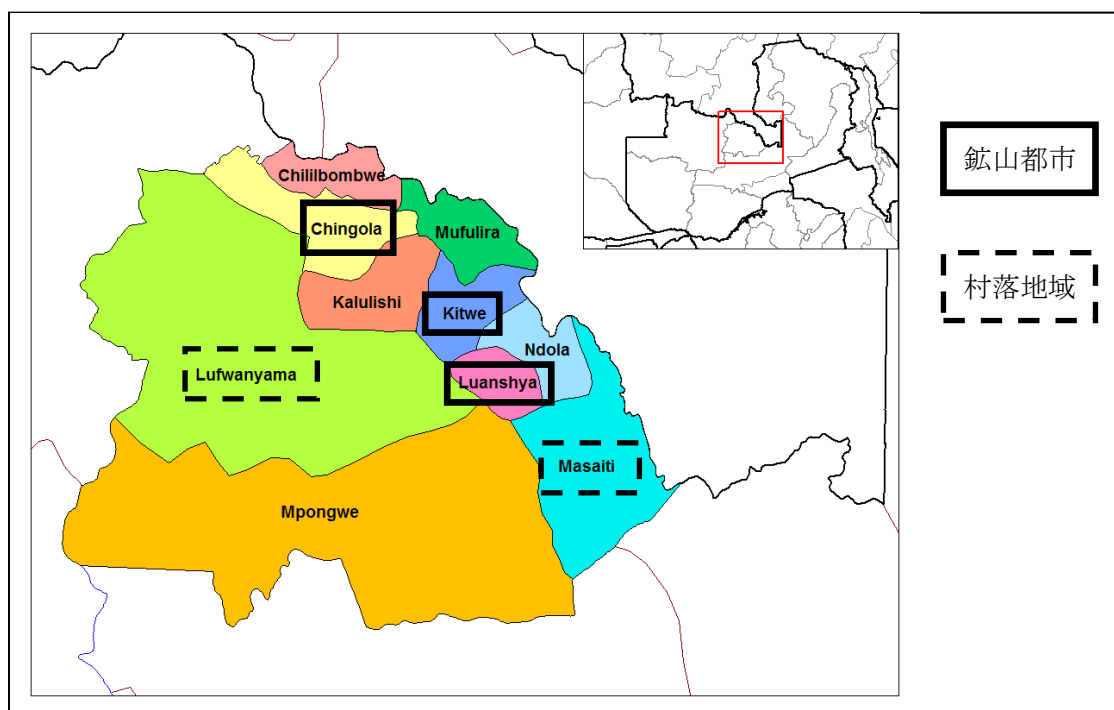 Chililbombwe
Chingola
Mufulira
Kalulishi
Kitwe
Ndola
Lufwanyama
Luanshya
Masaiti
Mpongwe
鉱山都市
村落地域